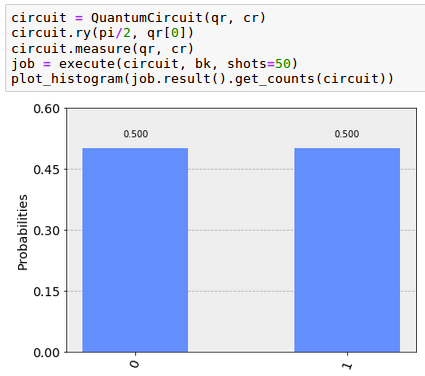 circuit = QuantumCircuit(qr, cr)
circuit.ry(pi/2, qr[0])
circuit.measure(qr, cr)
job = execute(circuit, bk, shots=50)
plot_histogram(job.result().get_counts(circuit))
0.60
0.500 0.500
0.45
Probabilities
0.30
0.15
0.00
0 1